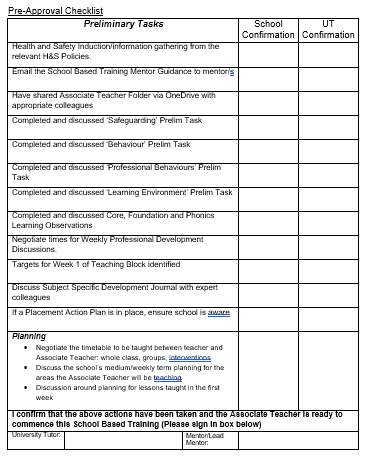 Pre-Approval Checklist
Preliminary Tasks
School
Confirmation
UT
Confirmation
Health and Safety Induction/information gathering from the
relevant H&S Policies.
Email the School Based Training Mentor Guidance to mentor/s
Have shared Associate Teacher Folder via OneDrive with
appropriate colleagues
Completed and discussed 'Safeguarding' Prelim Task
Completed and discussed 'Behaviour' Prelim Task
Completed and discussed 'Professional Behaviours' Prelim
Task
Completed and discussed 'Learning Environment' Prelim Task
Completed and discussed Core, Foundation and Phonics
Learning Observations
Negotiate times for Weekly Professional Development
Discussions.
Targets for Week 1 of Teaching Block identified
Discuss Subject Specific Development Journal with expert
colleagues
If a Placement Action Plan is in place, ensure school is aware
Planning
• Negotiate the timetable to be taught between teacher and
Associate Teacher: whole class, groups, interventions
• Discuss the school's medium/weekly term planning for
the areas the Associate Teacher will be teaching
• Discussion around planning for lessons taught in the first
week
I confirm that the above actions have been taken and the Associate Teacher is ready to
commence this School Based Training (Please sign in box below)
University Tutor:
Mentor/Lead
Mentor: